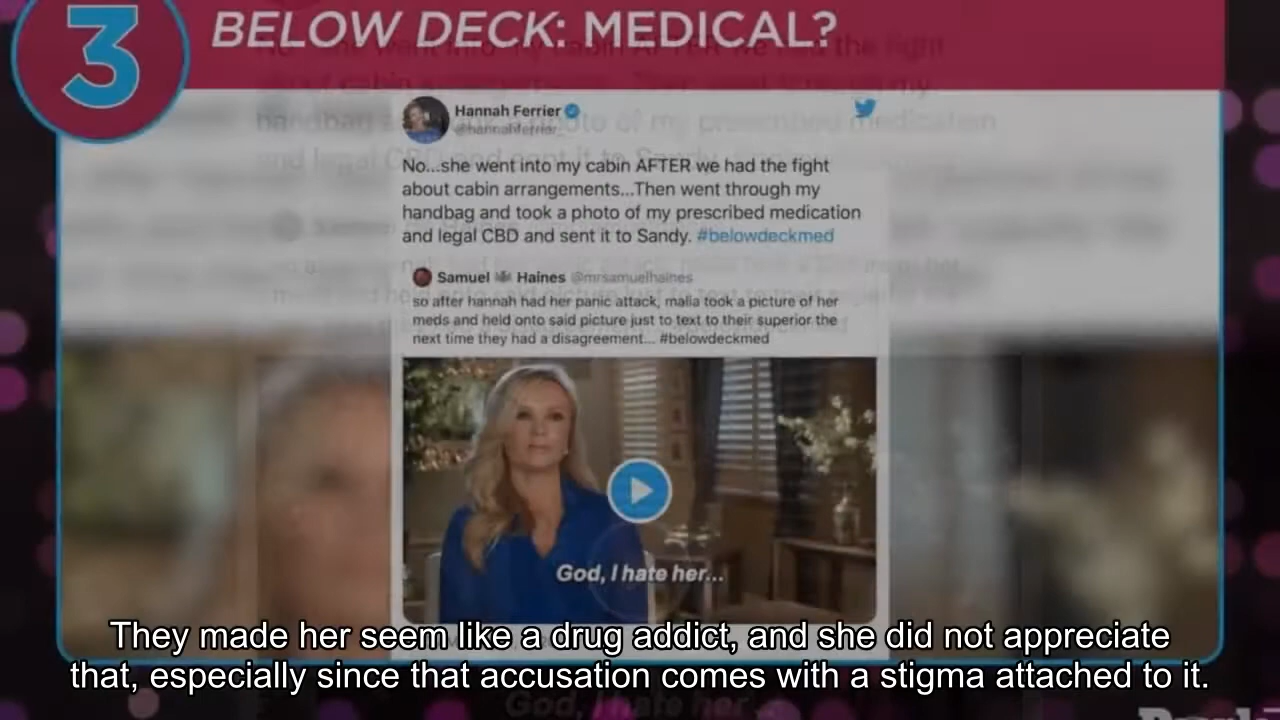 3
BELOW DECK: MEDICAL?
Hannah Ferrier
@hannahferrier
No...she went into my cabin AFTER we had the fight
about cabin arrangements...Then went through my
handbag and took a photo of my prescribed medication
and legal CBD and sent it to Sandy. #belowdeckmed
Samuel Haines @mrsamuelhaines
so after hannah had her panic attack, malia took a picture of her
meds and held onto said picture just to text to their superior the
next time they had a disagreement... #belowdeckmed
God, I hate her...
They made her seem like a drug addict, and she did not appreciate
that, especially since that accusation comes with a stigma attached to it.
God, I hate her...